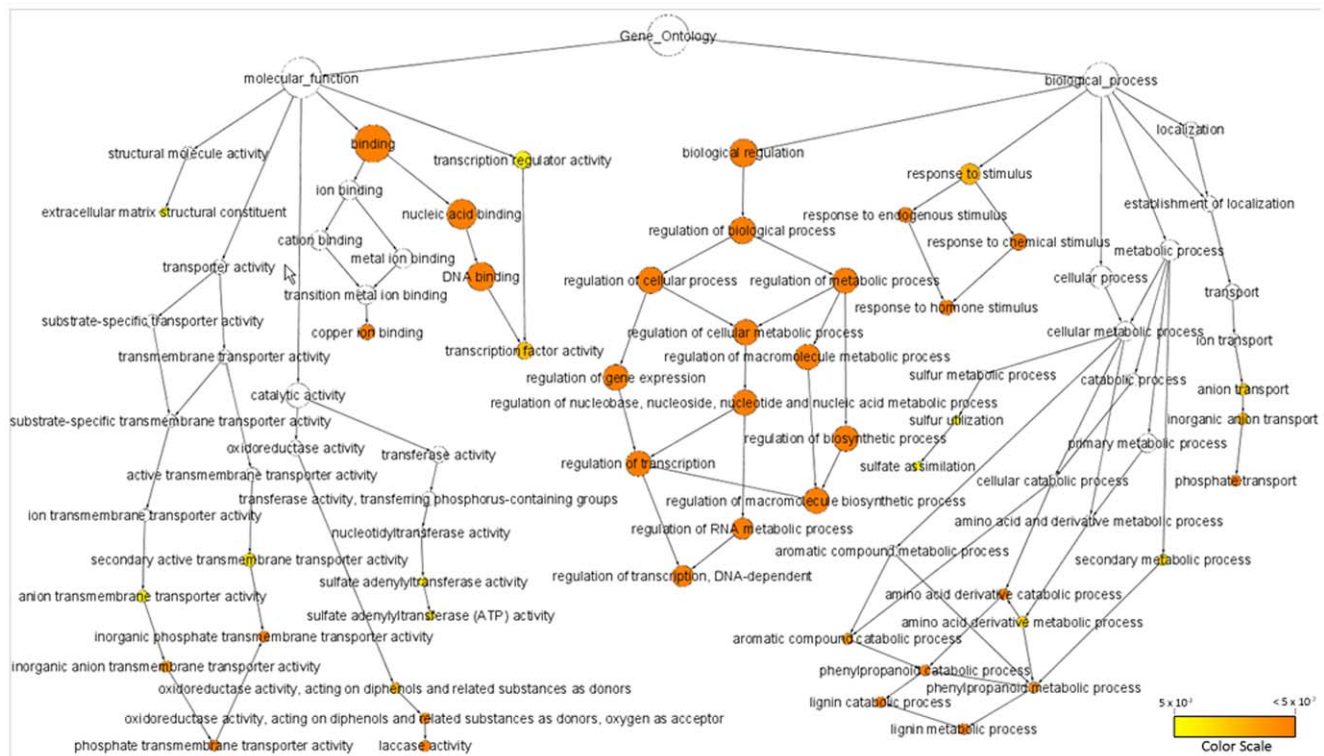 Gene_Ontology
molecular_function
biological_process
localization
structural molecule activity
binding
transcription regulator activity
biological regulation
response to stimulus
ion binding
establishment of localization
extracellular matrix structural constituent
nucleic acid binding
response to endogenous stimulus
regulation of biological process
cation binding
response to chemical stimulus
metal ion binding
metabolic process
transporter activity
DNA binding
regulation of cellular process
regulation of metabolic process
cellular process
transition metal ion binding
transport
response to hormone stimulus
substrate-specific transporter activity
copper ion binding
regulation of cellular metabolic process
cellular metabolic process
ion transport
transmembrane transporter activity
transcription factor activity
regulation of macromolecule metabolic process
regulation of gene expression
sulfur metabolic process
catabolic process
anion transport
catalytic activity
regulation of nucleobase, nucleoside, nucleotide and nucleic acid metabolic process
substrate-specific transmembrane transporter activity
sulfur utilization
inorganic anion transport
oxidoreductase activity
transferase activity
regulation of biosynthetic process
primary metabolic process
regulation of transcription
sulfate assimilation
active transmembrane transporter activity
cellular catabolic process
phosphate transport
transferase activity, transferring phosphorus-containing groups
regulation of macromolecule biosynthetic process
ion transmembrane transporter activity
amino acid and derivative metabolic process
nucleotidyltransferase activity
regulation of RNA metabolic process
aromatic compound metabolic process
secondary active transmembrane transporter activity
secondary metabolic process
sulfate adenylyltransferase activity
regulation of transcription, DNA-dependent
anion transmembrane transporter activity
amino acid derivative catabolic process
sulfate adenylyltransferase (ATP) activity
amino acid derivative metabolic process
inorganic phosphate transmembrane transporter activity
aromatic compound catabolic process
inorganic anion transmembrane transporter activity
phenylpropanoid catabolic process
oxidoreductase activity, acting on diphenols and related substances as donors
phenylpropanoid metabolic process
lignin catabolic process
5 x 10
oxidoreductase activity, acting on diphenols and related substances as donors, oxygen as acceptor
lignin metabolic process
phosphate transmembrane transporter activity
laccase activity
Color Scale